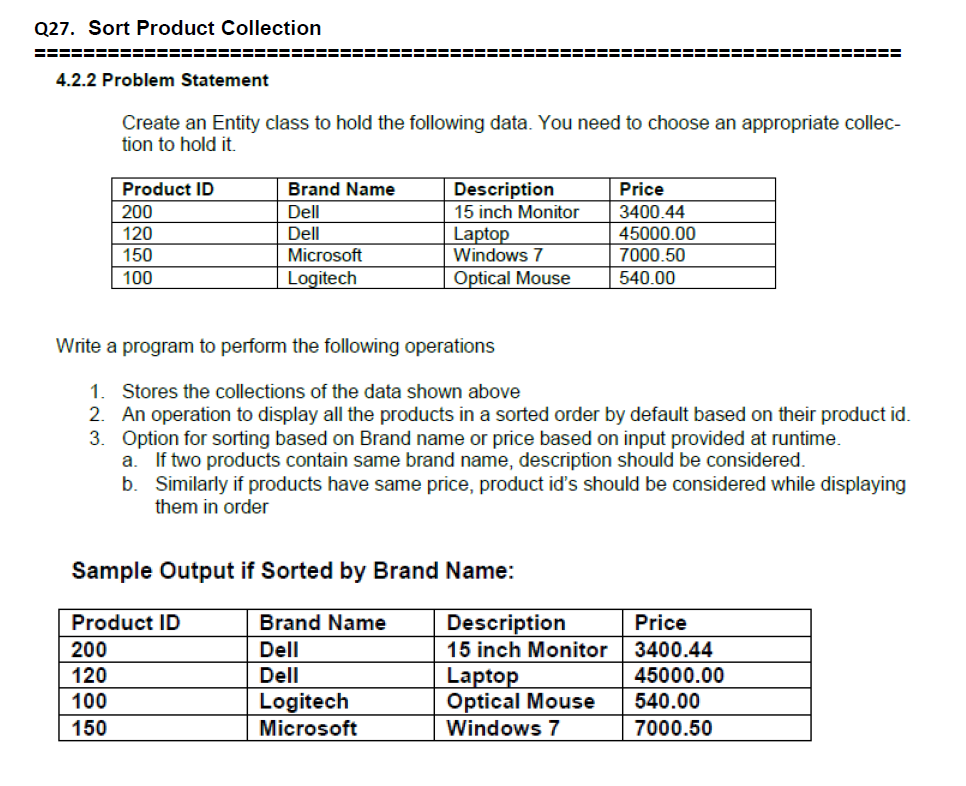 Q27. Sort Product Collection
=======================================================================
4.2.2 Problem Statement
Create an Entity class to hold the following data. You need to choose an appropriate collec-
tion to hold it.
Product ID Brand Name Description Price
200 Dell 15 inch Monitor 3400.44
120 Dell Laptop 45000.00
150 Microsoft Windows 7 7000.50
100 Logitech Optical Mouse 540.00
Write a program to perform the following operations
1. Stores the collections of the data shown above
2. An operation to display all the products in a sorted order by default based on their product id.
3. Option for sorting based on Brand name or price based on input provided at runtime.
a. If two products contain same brand name, description should be considered.
b. Similarly if products have same price, product id's should be considered while displaying
them in order
Sample Output if Sorted by Brand Name:
Product ID Brand Name Description Price
200 Dell 15 inch Monitor 3400.44
120 Dell Laptop 45000.00
100 Logitech Optical Mouse 540.00
150 Microsoft Windows 7 7000.50